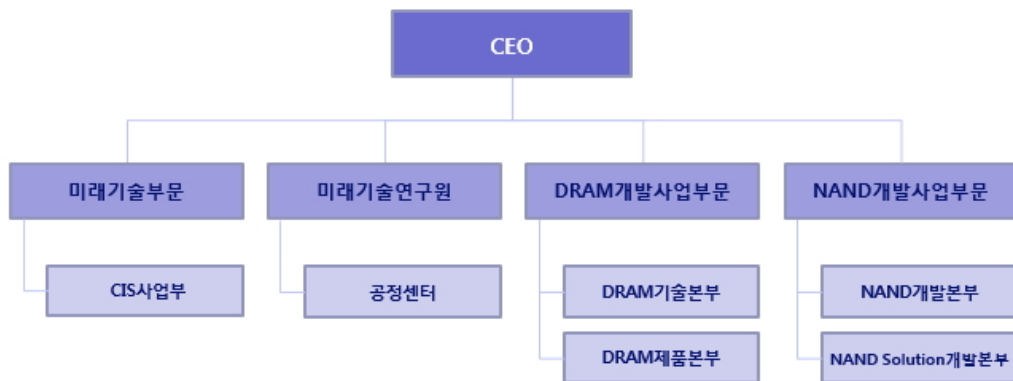 CEO
미래기술부문
미래기술연구원
DRAM개발사업부문
NAND개발사업부문
CIS사업부
공정센터
DRAM기술본부
NAND개발본부
DRAM제품본부
NAND Solution개발본부